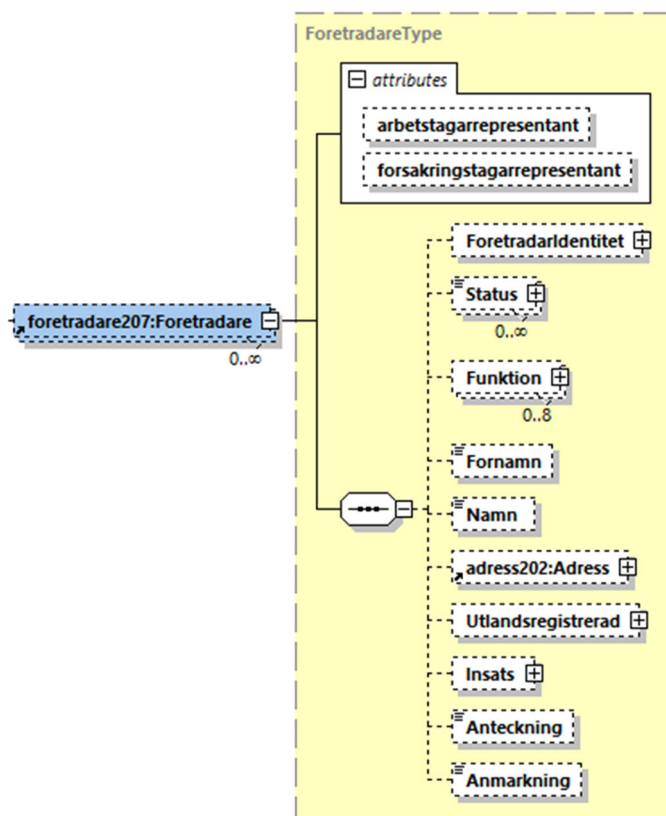 ForetradareType
attributes
arbetstagarrepresentant
forsakringstagarrepresentant
ForetradarIdentitet
Status
0..∞
foretradare207:Foretradare
0..∞
Funktion
0..8
Fornamn
Namn
adress202:Adress
Utlandsregistrerad
Insats
Anteckning
Anmarkning